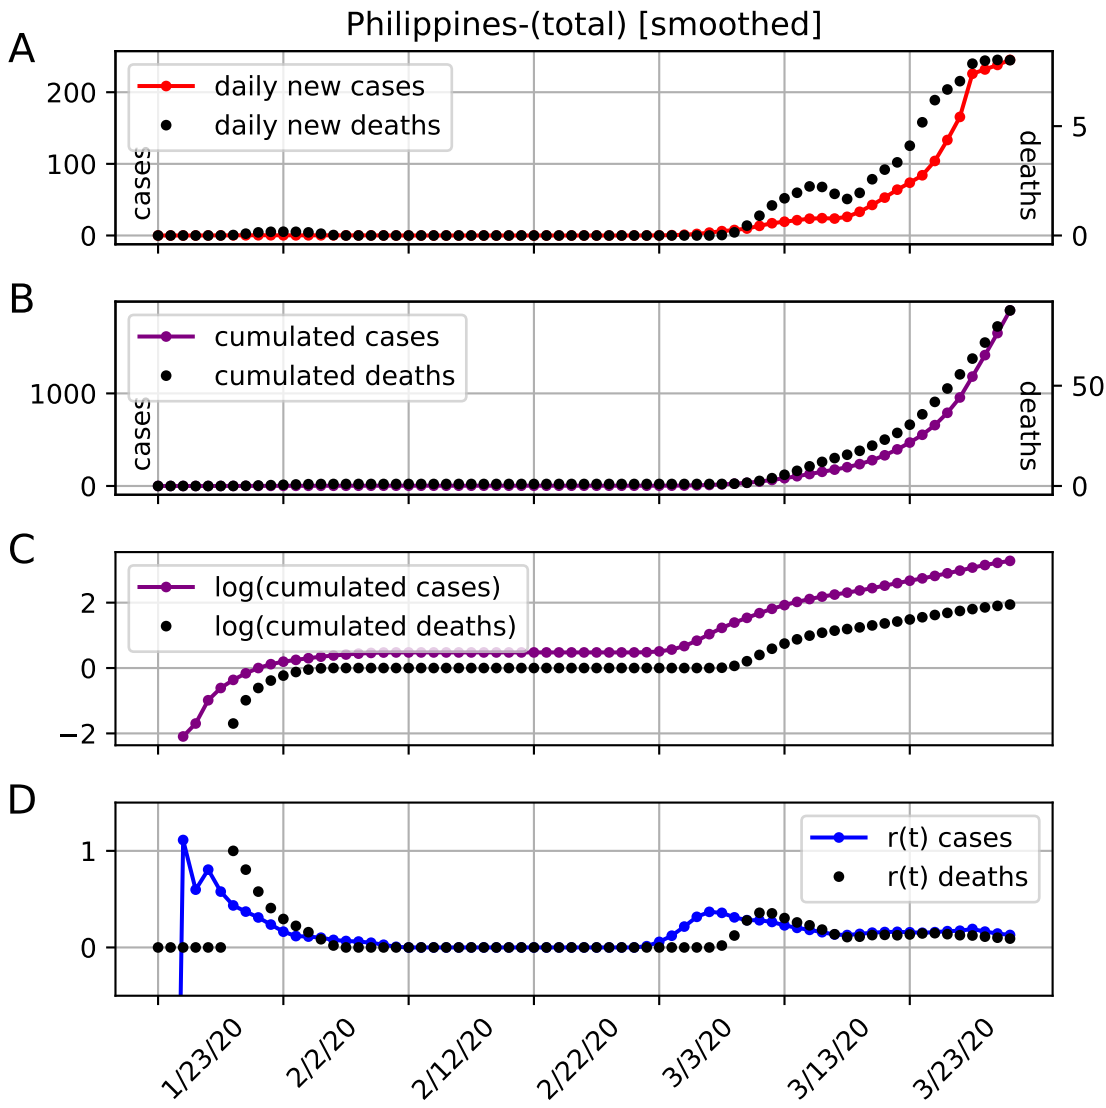 Philippines-(total) [smoothed]
A
daily new cases
daily new deaths
200
100
0
cases
5
0
deaths
B
cumulated cases
cumulated deaths
1000
0
cases
50
0
deaths
C
log(cumulated cases)
log(cumulated deaths)
2
0
−2
D
r(t) cases
r(t) deaths
1
0
1/23/20
2/2/20
2/12/20
2/22/20
3/3/20
3/13/20
3/23/20